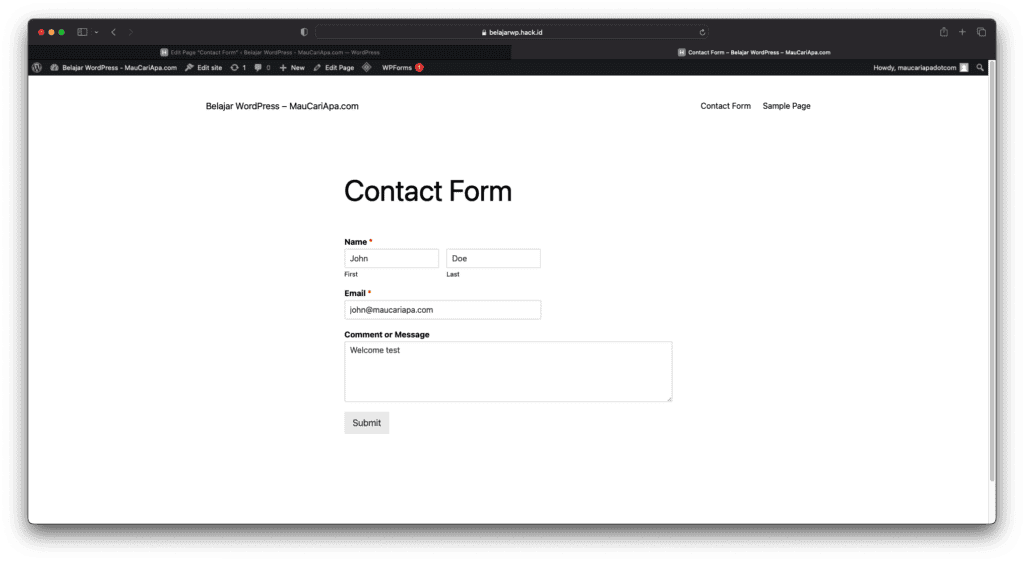 belajarwp.hack.id
Edit Page "Contact Form" ‹ Belajar WordPress - MauCariApa.com — WordPress
Contact Form – Belajar WordPress – MauCariApa.com
Belajar WordPress - MauCariApa.com Edit site 1 0 New Edit Page WPForms 1 Howdy, maucariapadotcom
Belajar WordPress – MauCariApa.com Contact Form Sample Page
Contact Form
Name *
John Doe
First Last
Email *
john@maucariapa.com
Comment or Message
Welcome test
Submit